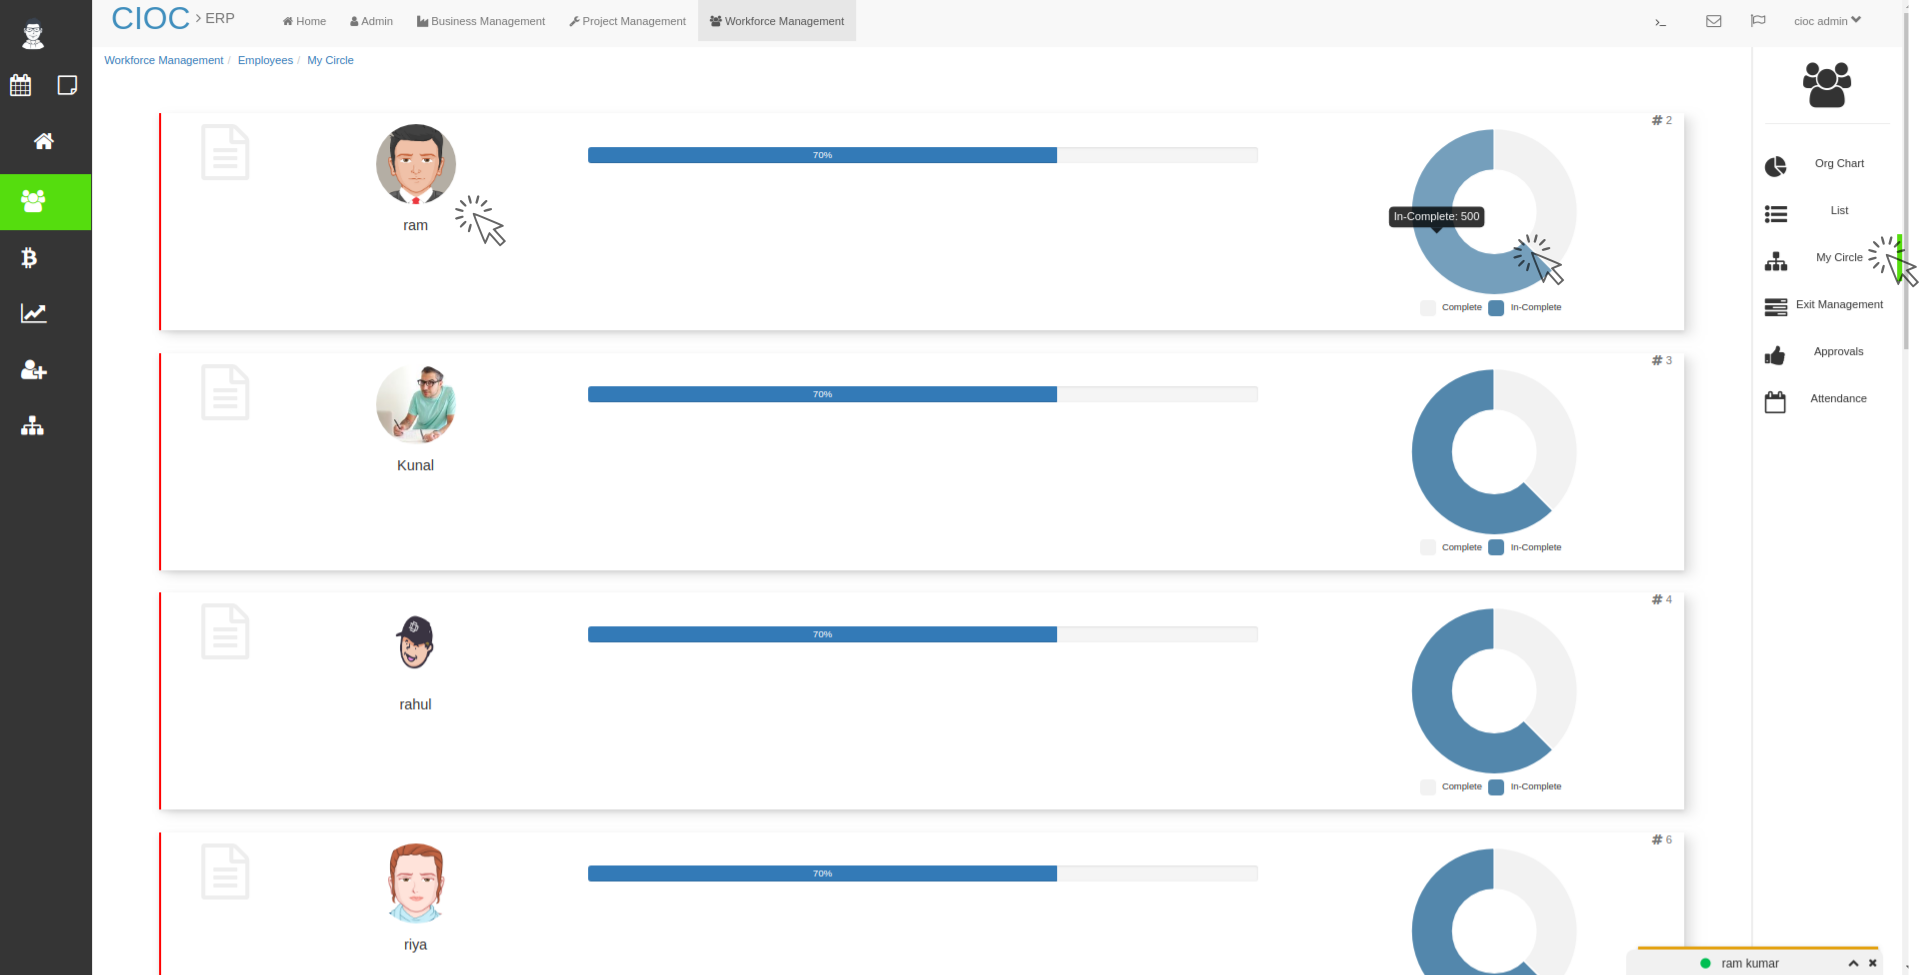 CIOC > ERP
Home
Admin
Business Management
Project Management
Workforce Management
>_
cioc admin
Workforce Management / Employees / My Circle
# 2
70%
ram
In-Complete: 500
Complete
In-Complete
# 3
70%
Kunal
Complete
In-Complete
# 4
70%
rahul
Complete
In-Complete
# 6
70%
riya
Org Chart
List
My Circle
Exit Management
Approvals
Attendance
ram kumar